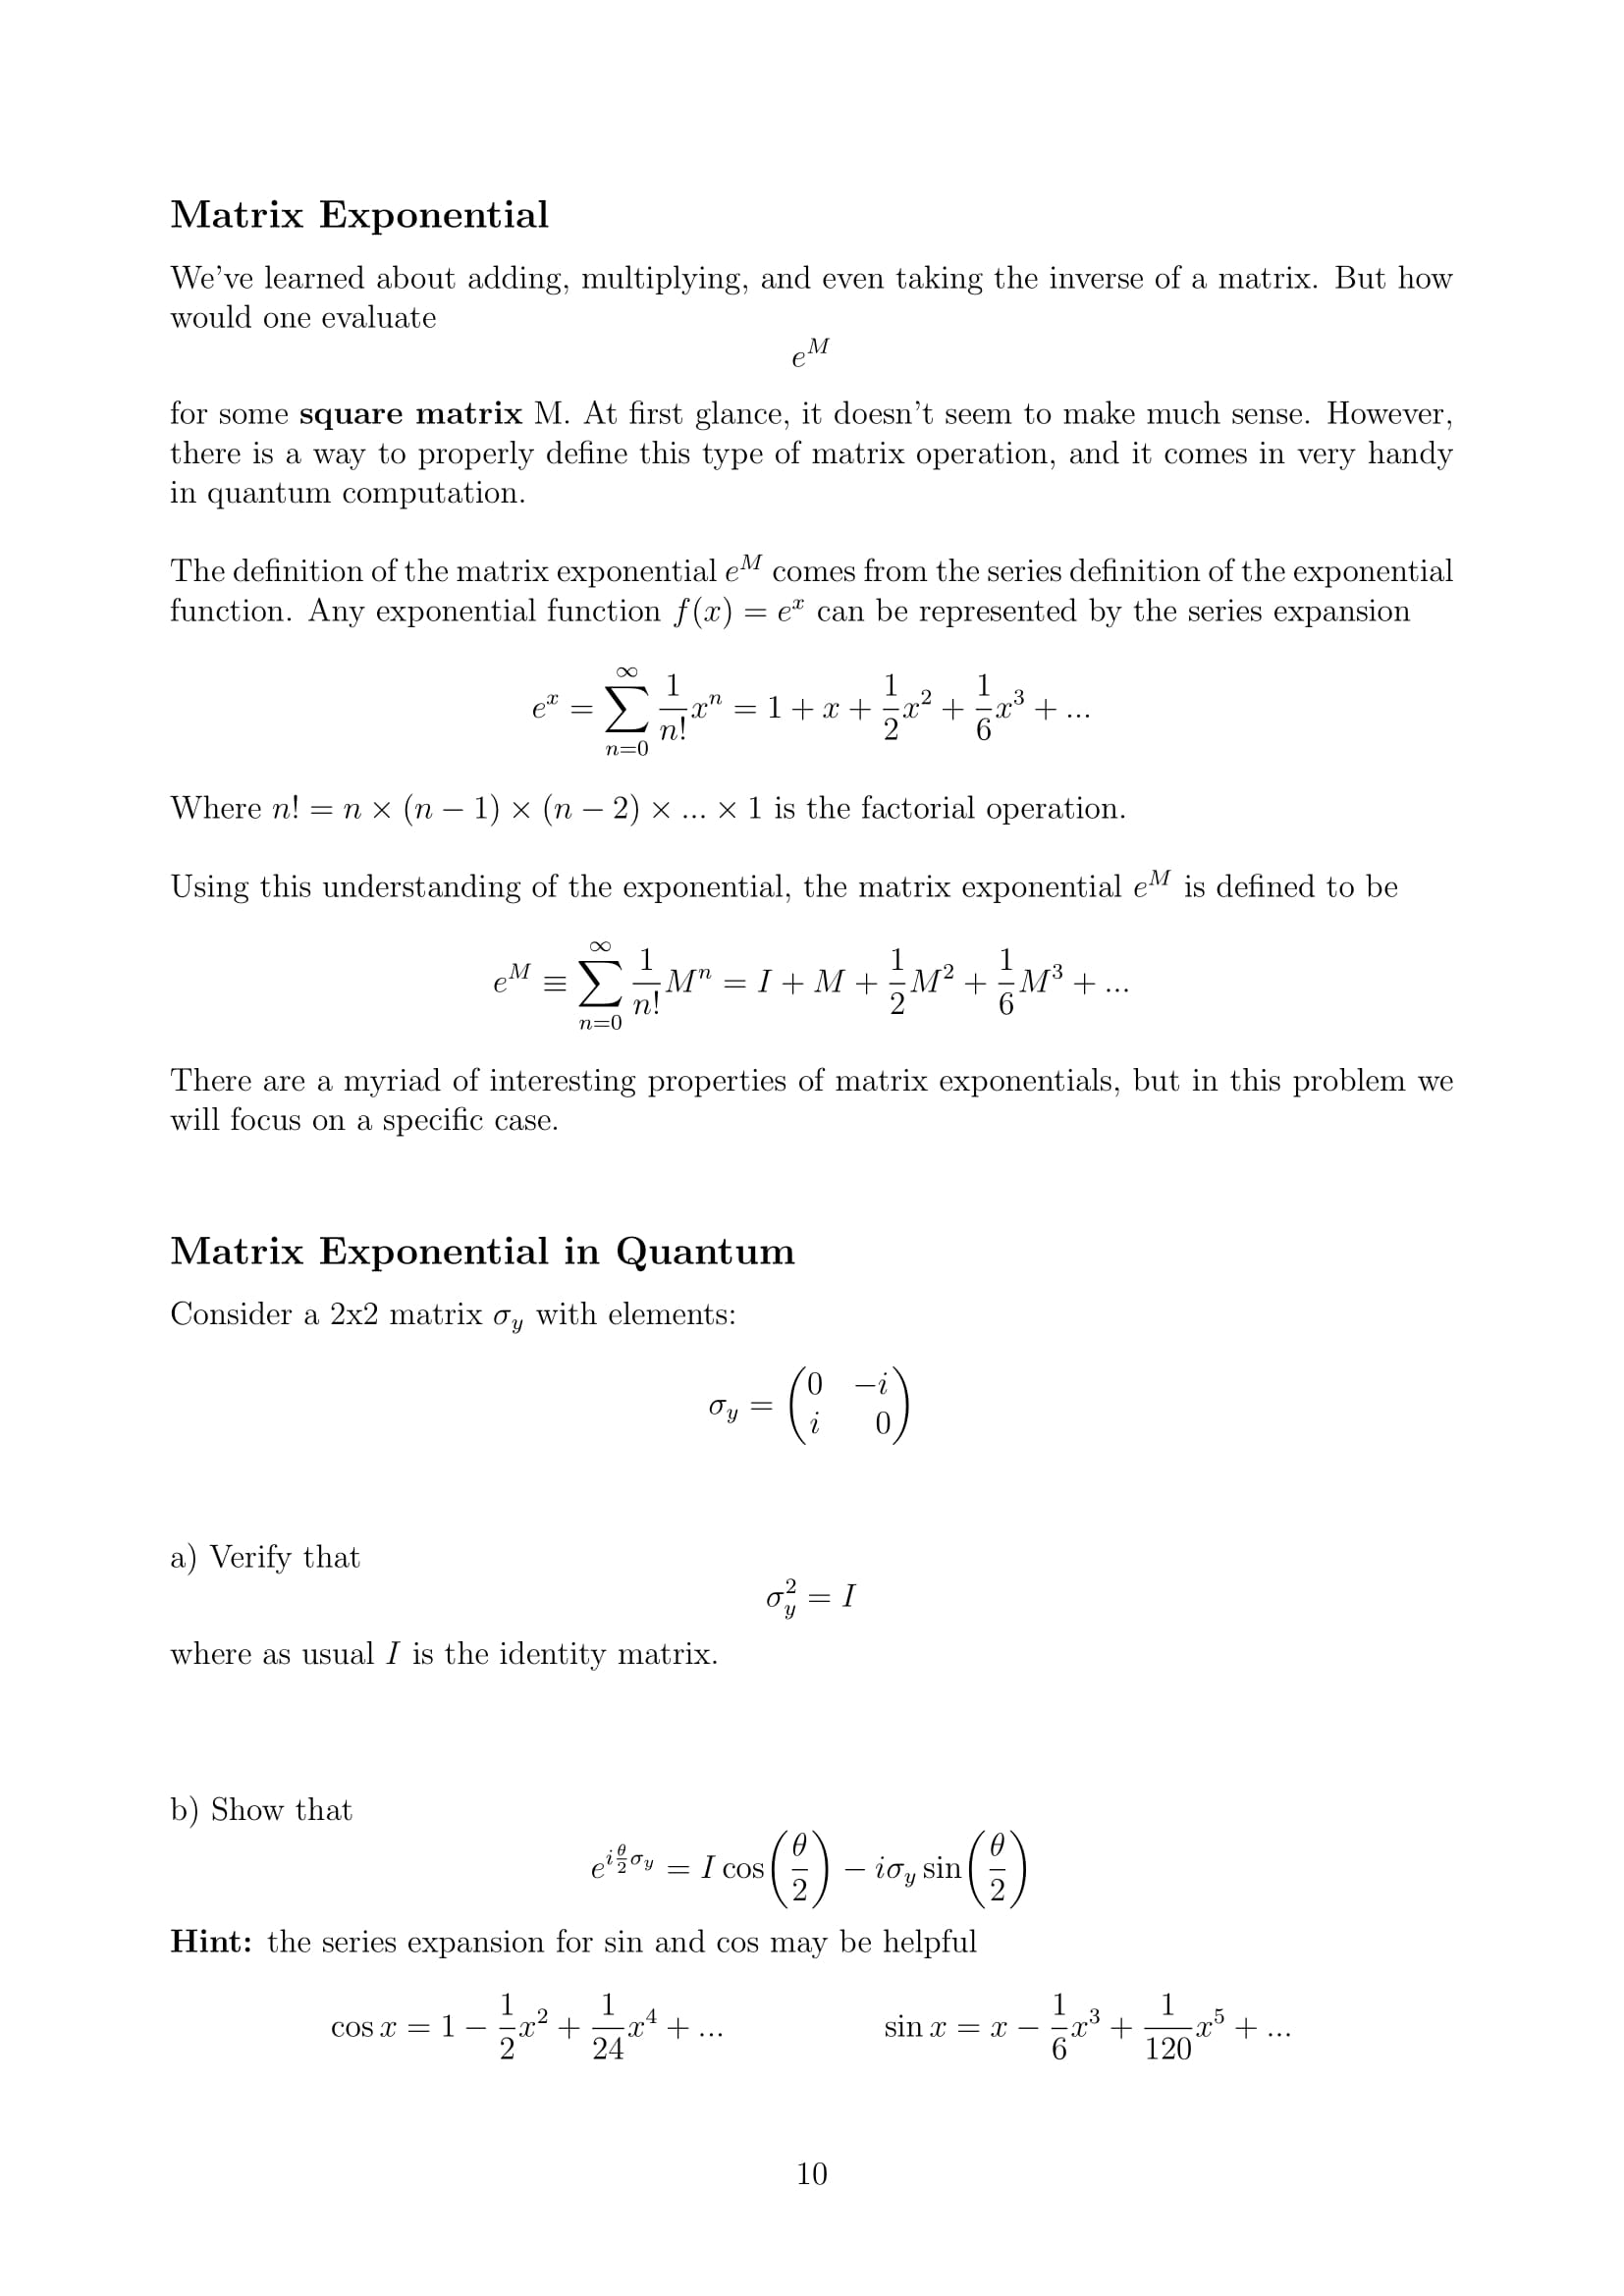 Matrix Exponential
We've learned about adding, multiplying, and even taking the inverse of a matrix. But how
would one evaluate
$e^M$
for some square matrix M. At first glance, it doesn't seem to make much sense. However,
there is a way to properly define this type of matrix operation, and it comes in very handy
in quantum computation.
The definition of the matrix exponential $e^M$ comes from the series definition of the exponential
function. Any exponential function $f(x) = e^x$ can be represented by the series expansion
$e^x = \sum_{n=0}^{\infty} \frac{1}{n!}x^n = 1 + x + \frac{1}{2}x^2 + \frac{1}{6}x^3 + ...$
Where $n! = n \times (n - 1) \times (n - 2) \times ... \times 1$ is the factorial operation.
Using this understanding of the exponential, the matrix exponential $e^M$ is defined to be
$e^M \equiv \sum_{n=0}^{\infty} \frac{1}{n!}M^n = I + M + \frac{1}{2}M^2 + \frac{1}{6}M^3 + ...$
There are a myriad of interesting properties of matrix exponentials, but in this problem we
will focus on a specific case.
Matrix Exponential in Quantum
Consider a 2x2 matrix $\sigma_y$ with elements:
$\sigma_y = \begin{pmatrix} 0 & -i \\ i & 0 \end{pmatrix}$
a) Verify that
$\sigma_y^2 = I$
where as usual $I$ is the identity matrix.
b) Show that
$e^{i\frac{\theta}{2}\sigma_y} = I \cos\left(\frac{\theta}{2}\right) - i\sigma_y \sin\left(\frac{\theta}{2}\right)$
Hint: the series expansion for sin and cos may be helpful
$\cos x = 1 - \frac{1}{2}x^2 + \frac{1}{24}x^4 + ...$ $\sin x = x - \frac{1}{6}x^3 + \frac{1}{120}x^5 + ...$
10